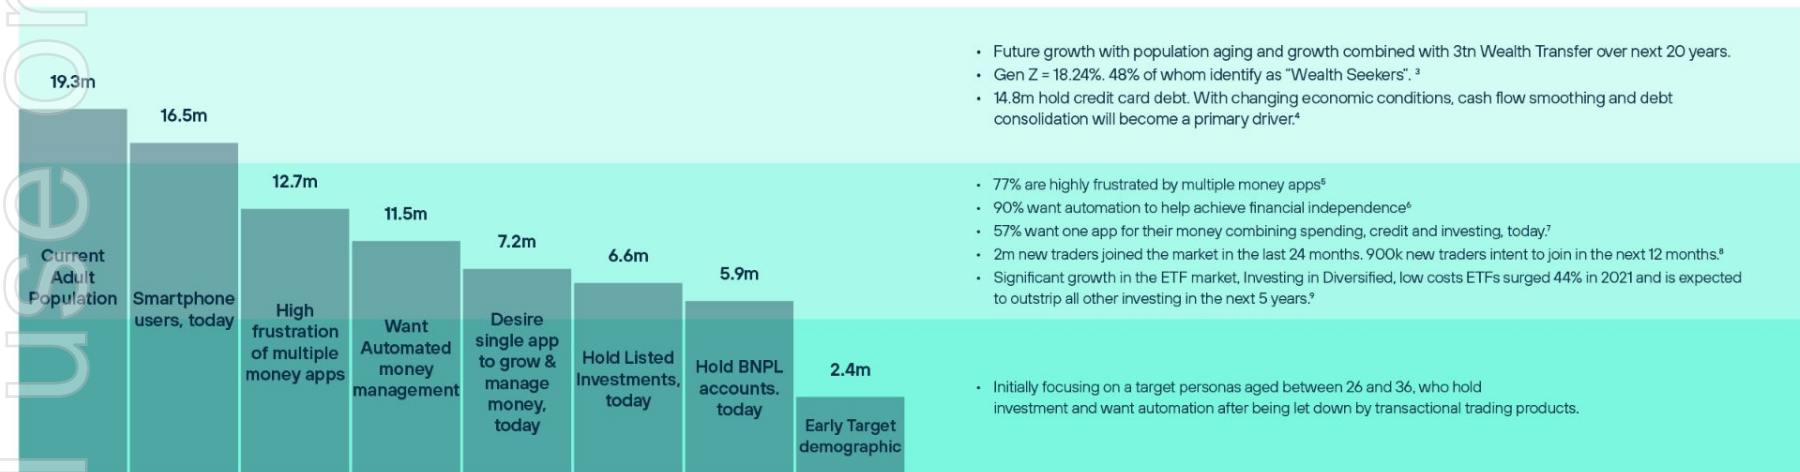 19.3m
Current
Adult
Population
16.5m
Smartphone
users, today
12.7m
High
frustration
of multiple
money apps
11.5m
Want
Automated
money
management
7.2m
Desire
single app
to grow &
manage
money,
today
6.6m
Hold Listed
Investments,
today
5.9m
Hold BNPL
accounts.
today
2.4m
Early Target
demographic
• Future growth with population aging and growth combined with 3tn Wealth Transfer over next 20 years.
• Gen Z = 18.24%. 48% of whom identify as “Wealth Seekers”. ³
• 14.8m hold credit card debt. With changing economic conditions, cash flow smoothing and debt
consolidation will become a primary driver.⁴
• 77% are highly frustrated by multiple money apps⁵
• 90% want automation to help achieve financial independence⁶
• 57% want one app for their money combining spending, credit and investing, today.⁷
• 2m new traders joined the market in the last 24 months. 900k new traders intent to join in the next 12 months.⁸
• Significant growth in the ETF market, Investing in Diversified, low costs ETFs surged 44% in 2021 and is expected
to outstrip all other investing in the next 5 years.⁹
• Initially focusing on a target personas aged between 26 and 36, who hold
investment and want automation after being let down by transactional trading products.
use